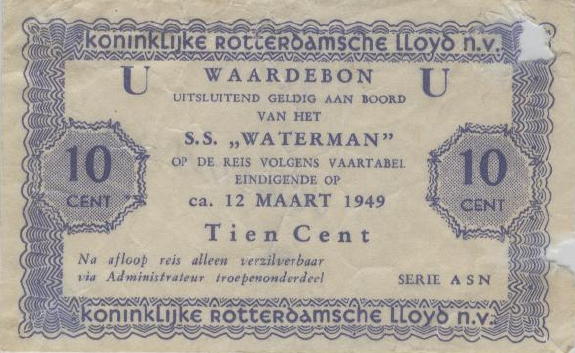 koninklijke rotterdamsche lloyd n.v.
U WAARDEBON U
UITSLUITEND GELDIG AAN BOORD
VAN HET
S.S. „WATERMAN”
OP DE REIS VOLGENS VAARTABEL
EINDIGENDE OP
ca. 12 MAART 1949
10 CENT
10 CENT
Tien Cent
Na afloop reis alleen verzilverbaar
via Administrateur troepenonderdeel
SERIE ASN
koninklijke rotterdamsche lloyd n.v.